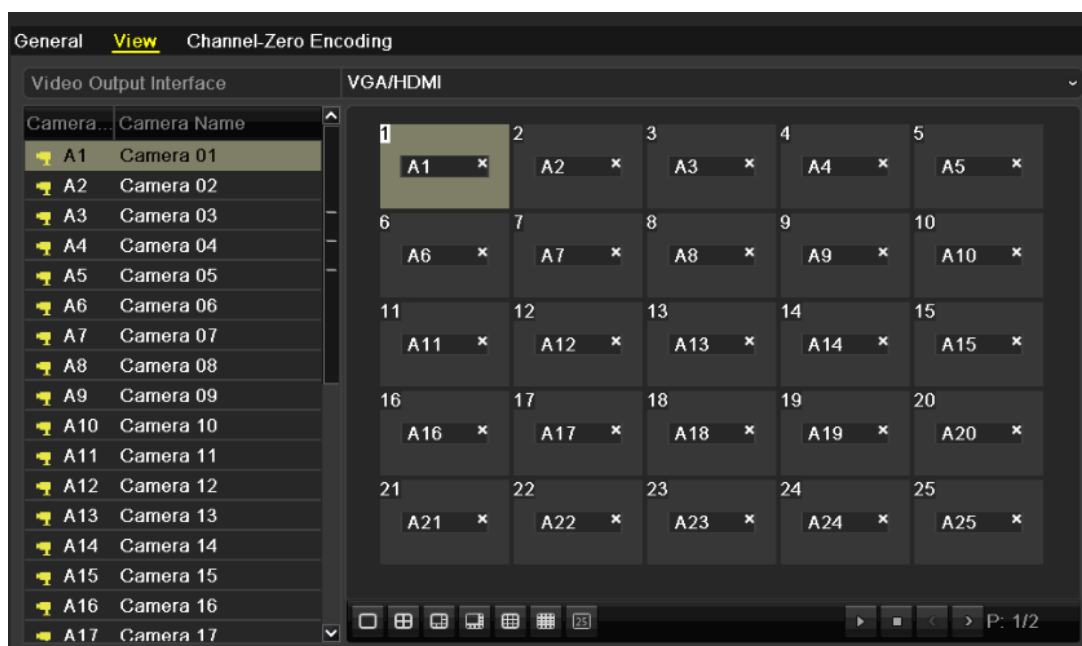 General View Channel-Zero Encoding
Video Output Interface VGA/HDMI
Camera... Camera Name
A1 Camera 01
A2 Camera 02
A3 Camera 03
A4 Camera 04
A5 Camera 05
A6 Camera 06
A7 Camera 07
A8 Camera 08
A9 Camera 09
A10 Camera 10
A11 Camera 11
A12 Camera 12
A13 Camera 13
A14 Camera 14
A15 Camera 15
A16 Camera 16
A17 Camera 17
1 2 3 4 5
A1 A2 A3 A4 A5
6 7 8 9 10
A6 A7 A8 A9 A10
11 12 13 14 15
A11 A12 A13 A14 A15
16 17 18 19 20
A16 A17 A18 A19 A20
21 22 23 24 25
A21 A22 A23 A24 A25
25 P: 1/2